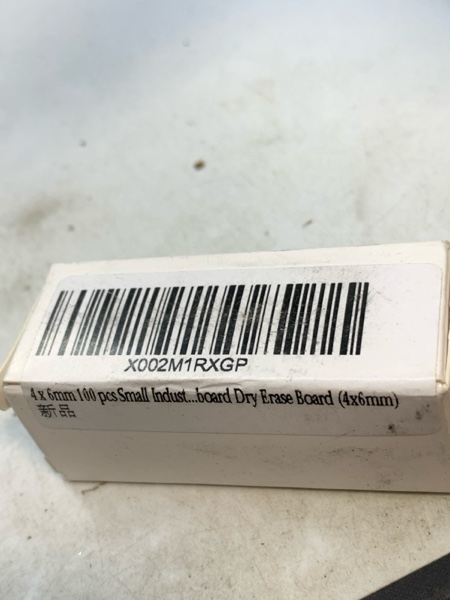 X002M1RXGP
4 x 6mm 100 pcs Small Indust...board Dry Erase Board (4x6mm)
新品